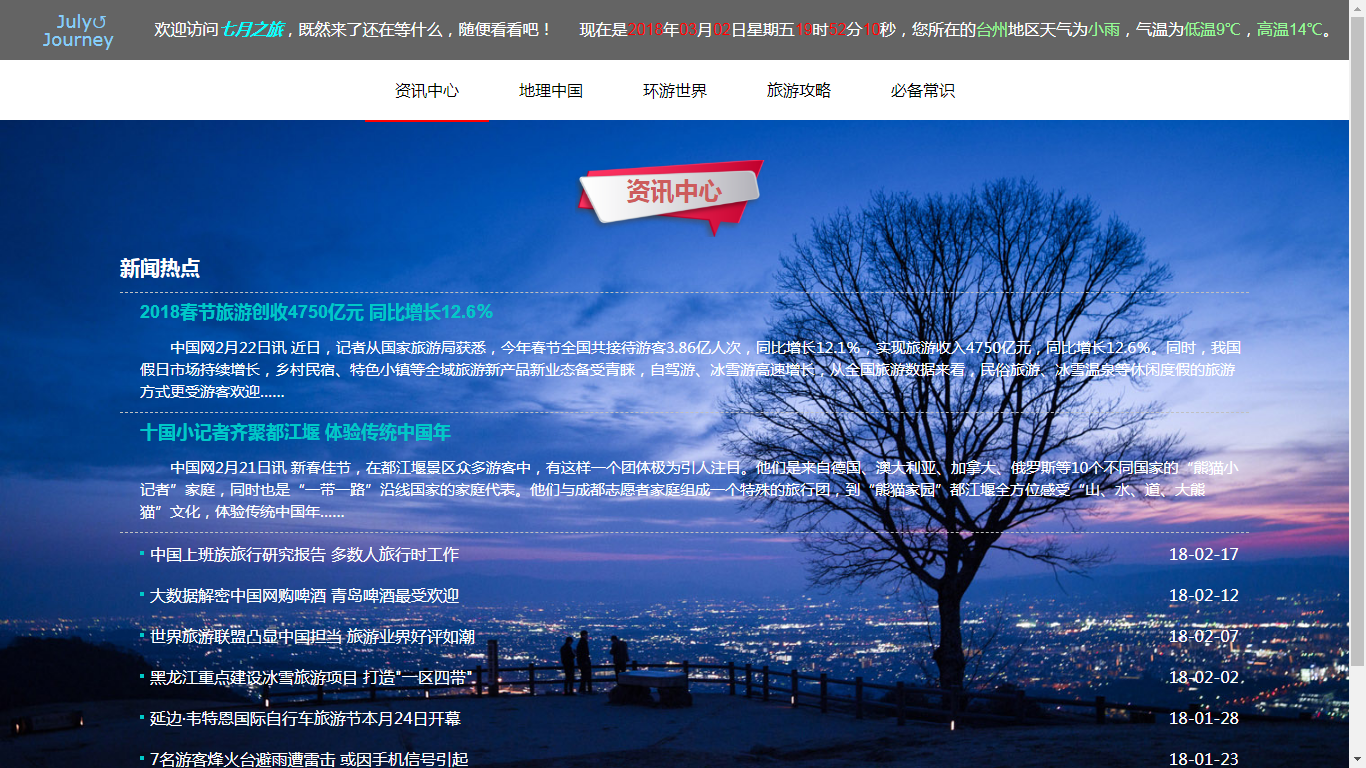 July↺
Journey
欢迎访问七月之旅，既然来了还在等什么，随便看看吧！ 现在是2018年03月02日星期五19时52分10秒，您所在的台州地区天气为小雨，气温为低温9℃，高温14℃。
资讯中心 地理中国 环游世界 旅游攻略 必备常识
资讯中心
新闻热点
2018春节旅游创收4750亿元 同比增长12.6%
中国网2月22日讯 近日，记者从国家旅游局获悉，今年春节全国共接待游客3.86亿人次，同比增长12.1%，实现旅游收入4750亿元，同比增长12.6%。同时，我国
假日市场持续增长，乡村民宿、特色小镇等全域旅游新产品新业态备受青睐，自驾游、冰雪游高速增长，从全国旅游数据来看，民俗旅游、冰雪温泉等休闲度假的旅游
方式更受游客欢迎......
十国小记者齐聚都江堰 体验传统中国年
中国网2月21日讯 新春佳节，在都江堰景区众多游客中，有这样一个团体极为引人注目。他们是来自德国、澳大利亚、加拿大、俄罗斯等10个不同国家的“熊猫小
记者”家庭，同时也是“一带一路”沿线国家的家庭代表。他们与成都志愿者家庭组成一个特殊的旅行团，到“熊猫家园”都江堰全方位感受“山、水、道、大熊
猫”文化，体验传统中国年......
中国上班族旅行研究报告 多数人旅行时工作 18-02-17
大数据解密中国网购啤酒 青岛啤酒最受欢迎 18-02-12
世界旅游联盟凸显中国担当 旅游业界好评如潮 18-02-07
黑龙江重点建设冰雪旅游项目 打造"一区四带" 18-02-02
延边·韦特恩国际自行车旅游节本月24日开幕 18-01-28
7名游客烽火台避雨遭雷击 或因手机信号引起 18-01-23